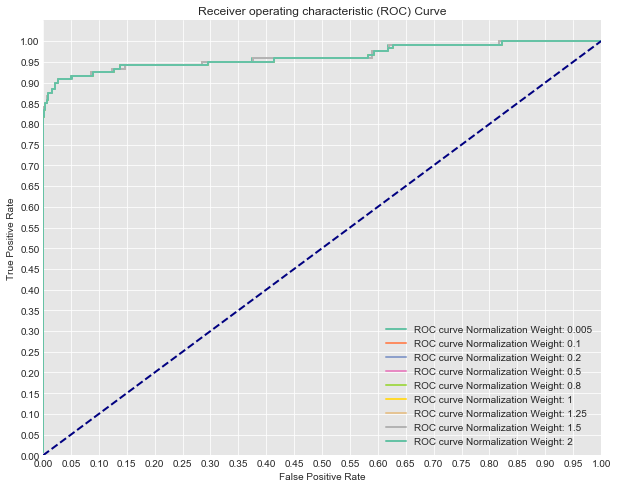 Receiver operating characteristic (ROC) Curve
1.00
0.95
0.90
0.85
0.80
0.75
0.70
0.65
0.60
0.55
0.50
0.45
0.40
0.35
0.30
0.25
0.20
0.15
0.10
0.05
0.00
True Positive Rate
ROC curve Normalization Weight: 0.005
ROC curve Normalization Weight: 0.1
ROC curve Normalization Weight: 0.2
ROC curve Normalization Weight: 0.5
ROC curve Normalization Weight: 0.8
ROC curve Normalization Weight: 1
ROC curve Normalization Weight: 1.25
ROC curve Normalization Weight: 1.5
ROC curve Normalization Weight: 2
0.00 0.05 0.10 0.15 0.20 0.25 0.30 0.35 0.40 0.45 0.50 0.55 0.60 0.65 0.70 0.75 0.80 0.85 0.90 0.95 1.00
False Positive Rate